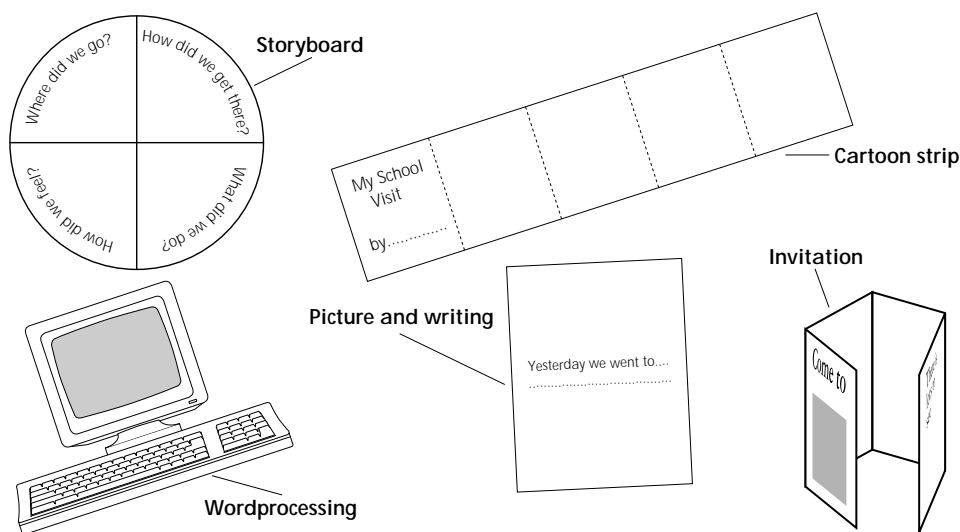 Where did we go?
How did we get there?
How did we feel?
What did we do?
Storyboard
My School
Visit
by..............
Cartoon strip
Invitation
Picture and writing
Yesterday we went to....
.......................................
Come to
Wordprocessing